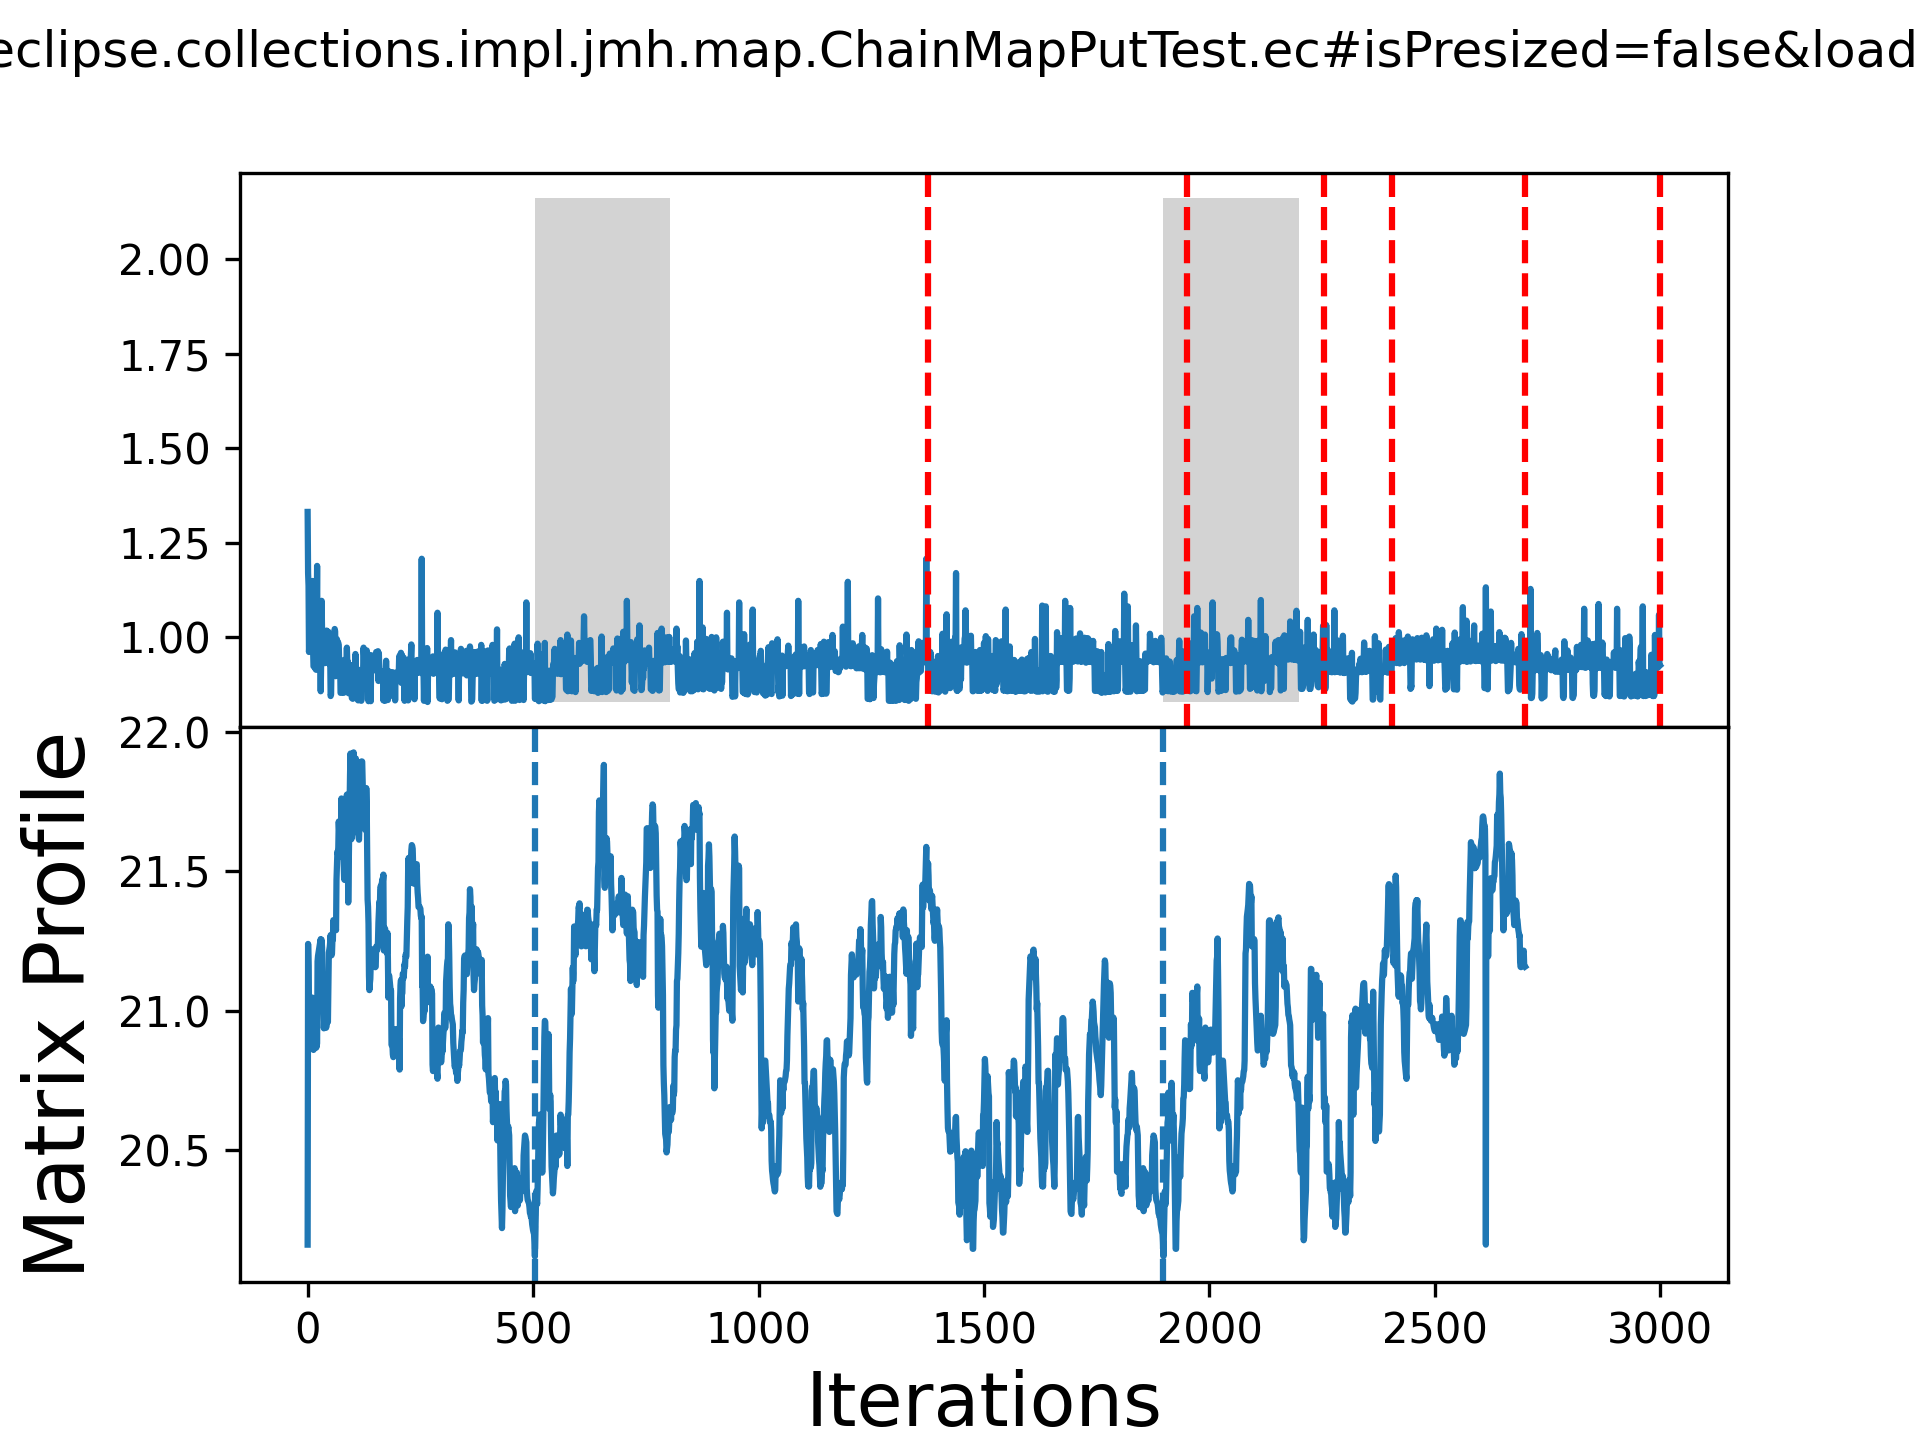 eclipse.collections.impl.jmh.map.ChainMapPutTest.ec#isPresized=false&load
2.00
1.75
1.50
1.25
1.00
22.0
21.5
21.0
20.5
Matrix Profile
0 500 1000 1500 2000 2500 3000
Iterations